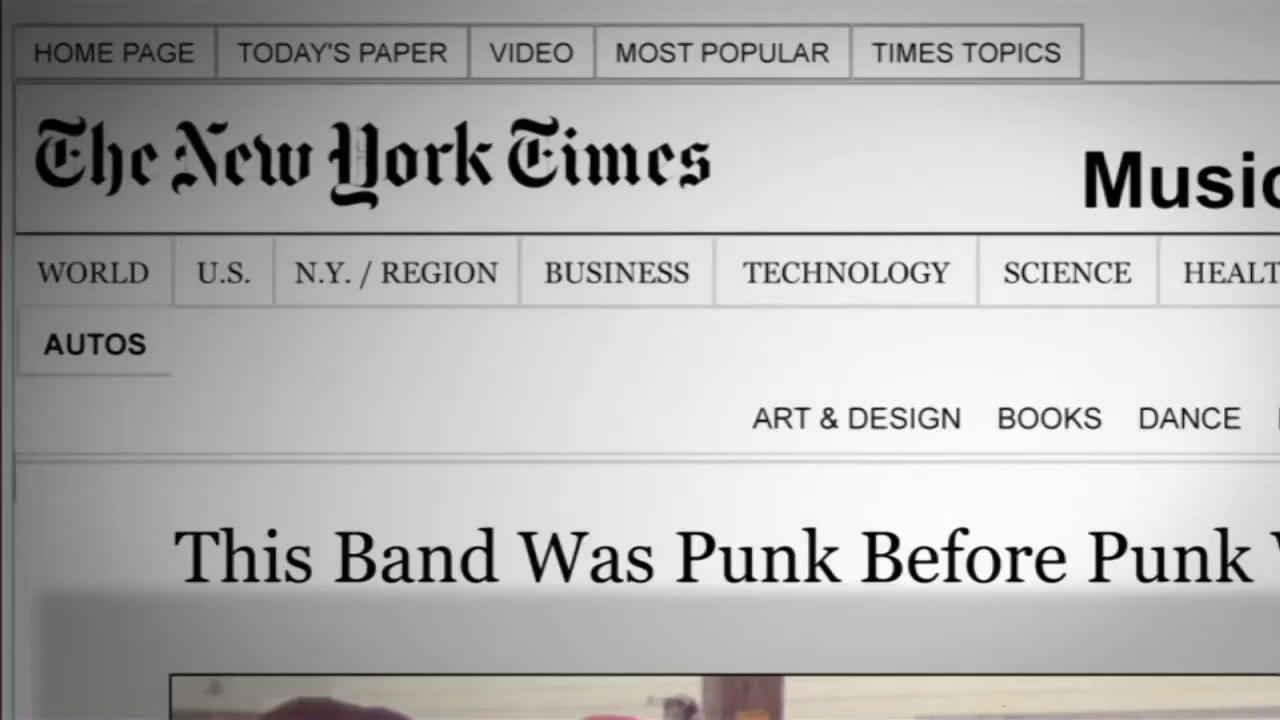 HOME PAGE TODAY'S PAPER VIDEO MOST POPULAR TIMES TOPICS
The New York Times
Music
WORLD U.S. N.Y. / REGION BUSINESS TECHNOLOGY SCIENCE HEALT
AUTOS
ART & DESIGN BOOKS DANCE
This Band Was Punk Before Punk